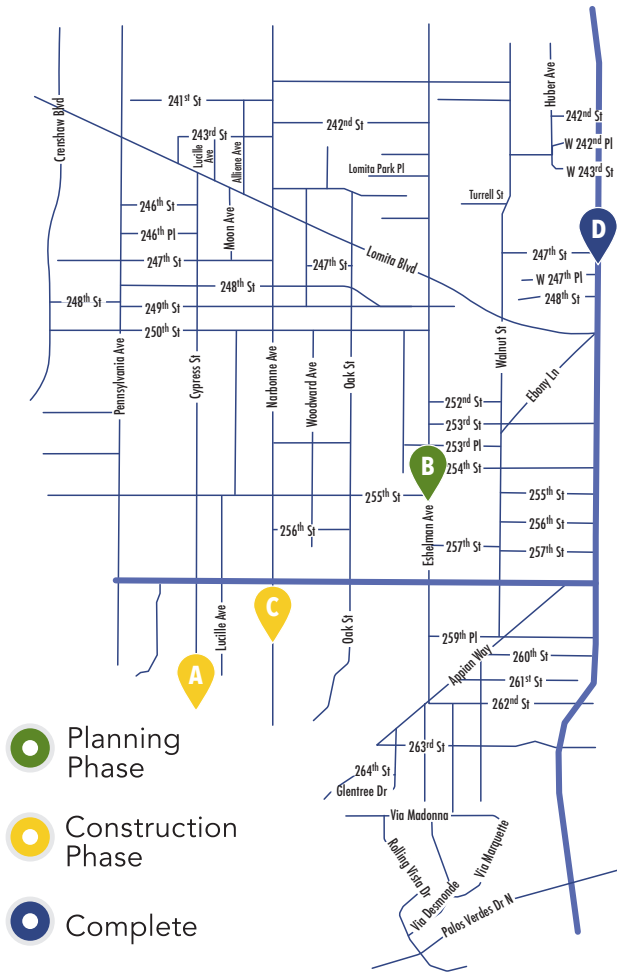 Huber Ave
241st St
242nd St
242nd St
243rd St
Crenshaw Blvd
Lucille
Ave
Alliene Ave
W 242nd Pl
Lomita Park Pl
W 243rd St
Turrell St
246th St
Moon Ave
D
246th Pl
247th St
247th St
Lomita Blvd
247th St
W 247th Pl
248th St
248th St
248th St
249th St
250th St
Pennsylvania Ave
Cypress St
Narbonne Ave
Woodward Ave
Oak St
Walnut St
Ebony Ln
252nd St
253rd St
253rd Pl
B
254th St
255th St
255th St
256th St
256th St
Eshelman Ave
257th St
257th St
C
Lucille Ave
Oak St
259th Pl
Appian Way
260th St
A
261st St
262nd St
Planning
Phase
263rd St
264th St
Glentree Dr
Construction
Phase
Via Madonna
Rolling Vista Dr
Via Marquette
Via Desmonde
Palos Verdes Dr N
Complete